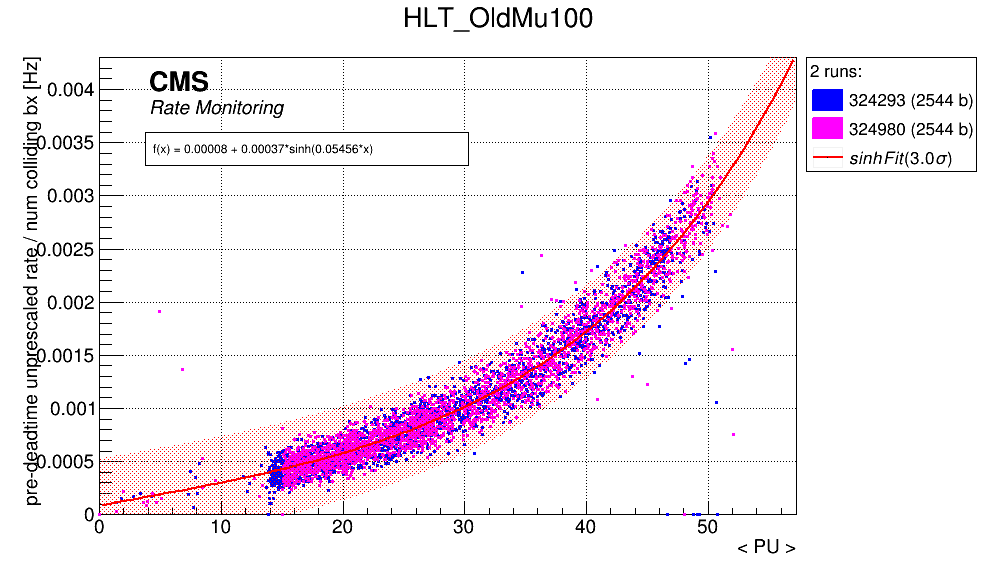 HLT_OldMu100
pre-deadtime unprescaled rate / num colliding bx [Hz]
CMS
Rate Monitoring
f(x) = 0.00008 + 0.00037*sinh(0.05456*x)
2 runs:
324293 (2544 b)
324980 (2544 b)
sinhFit(3.0σ)
0.004
0.0035
0.003
0.0025
0.002
0.0015
0.001
0.0005
0
0 10 20 30 40 50
< PU >